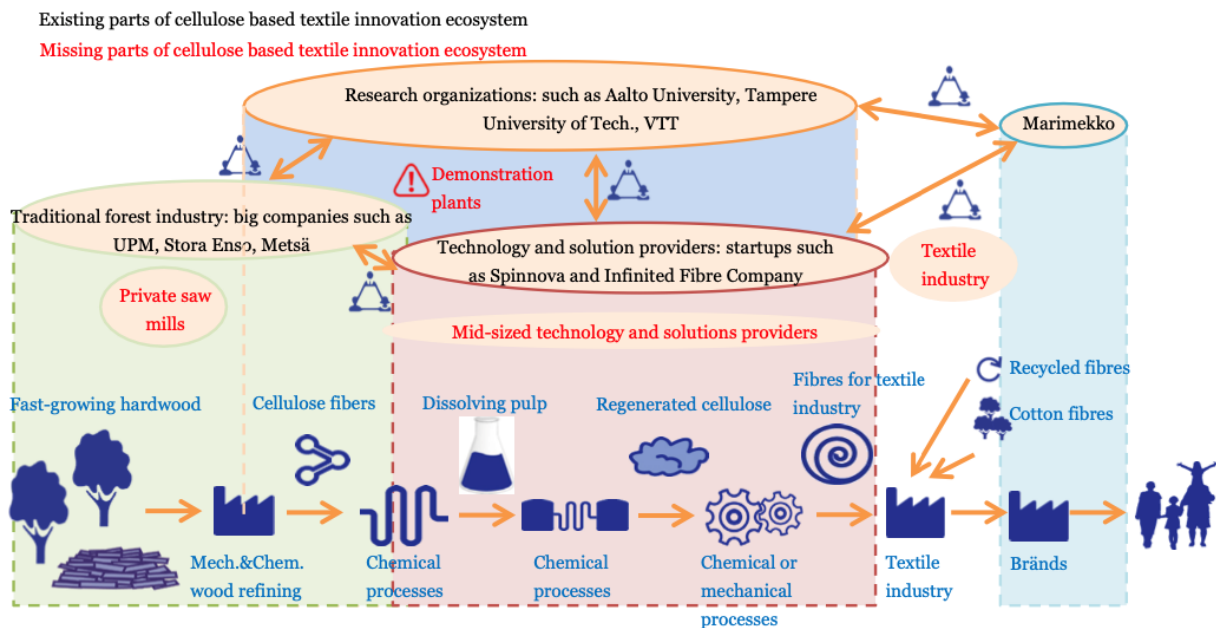 Existing parts of cellulose based textile innovation ecosystem
Missing parts of cellulose based textile innovation ecosystem
Research organizations: such as Aalto University, Tampere
University of Tech., VTT
Marimekko
Demonstration
plants
Traditional forest industry: big companies such as
UPM, Stora Enso, Metsä
Technology and solution providers: startups such
as Spinnova and Infinited Fibre Company
Textile
industry
Private saw
mills
Mid-sized technology and solutions providers
Fast-growing hardwood
Cellulose fibers
Dissolving pulp
Regenerated cellulose
Fibres for textile
industry
Recycled fibres
Cotton fibres
Mech.&Chem.
wood refining
Chemical
processes
Chemical
processes
Chemical or
mechanical
processes
Textile
industry
Bränds